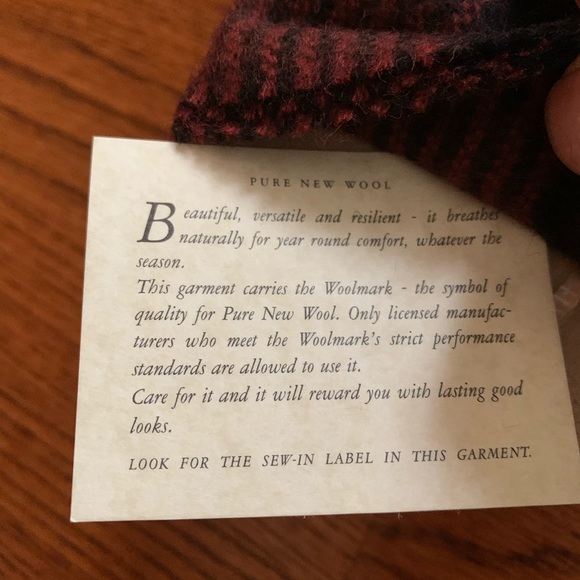 PURE NEW WOOL
Beautiful, versatile and resilient - it breathes
naturally for year round comfort, whatever the
season.
This garment carries the Woolmark - the symbol of
quality for Pure New Wool. Only licensed manufac-
turers who meet the Woolmark's strict performance
standards are allowed to use it.
Care for it and it will reward you with lasting good
looks.
LOOK FOR THE SEW-IN LABEL IN THIS GARMENT.